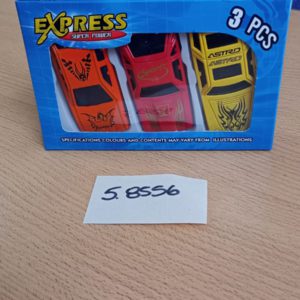 EXPRESS
SUPER POWER
3 PCS
ASTRO
ASTRO
SPECIFICATIONS, COLOURS AND CONTENTS MAY VARY FROM ILLUSTRATIONS.
5.8556